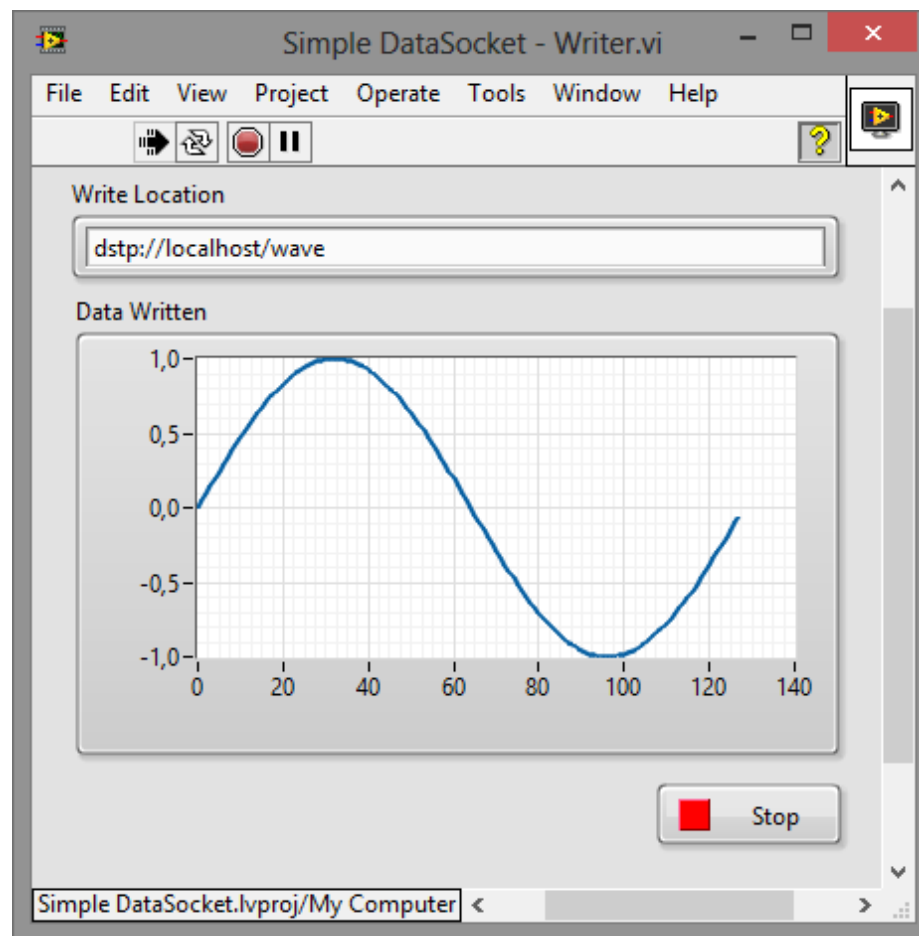 Simple DataSocket - Writer.vi
File Edit View Project Operate Tools Window Help
?
Write Location
dstp://localhost/wave
Data Written
1,0
0,5
0,0
-0,5
-1,0
0 20 40 60 80 100 120 140
Stop
Simple DataSocket.lvproj/My Computer